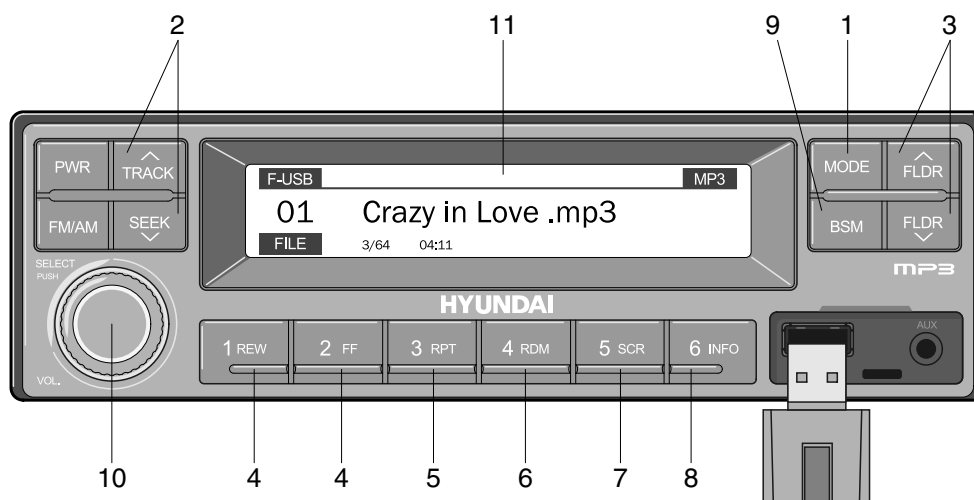 2 11 9 1 3
PWR TRACK
FM/AM SEEK
F-USB MP3
01 Crazy in Love .mp3
FILE 3/64 04:11
MODE FLDR
BSM FLDR
MP3
SELECT
PUSH
VOL.
HYUNDAI
1 REW 2 FF 3 RPT 4 RDM 5 SCR 6 INFO
AUX
10 4 4 5 6 7 8